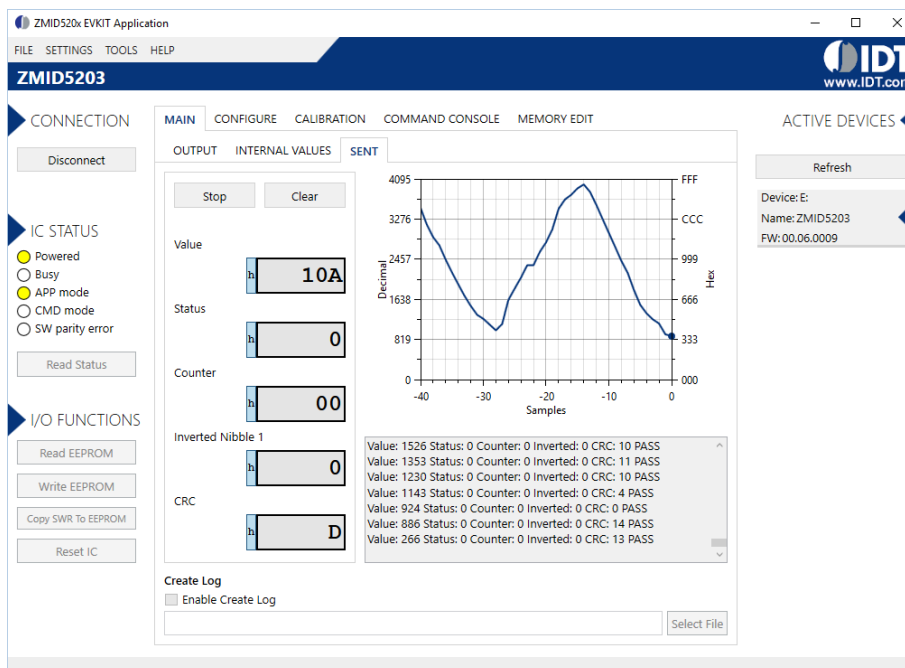 ZMID520x EVKIT Application
FILE SETTINGS TOOLS HELP
ZMID5203
IDT
www.IDT.com
CONNECTION
Disconnect
IC STATUS
Powered
Busy
APP mode
CMD mode
SW parity error
Read Status
I/O FUNCTIONS
Read EEPROM
Write EEPROM
Copy SWR To EEPROM
Reset IC
MAIN CONFIGURE CALIBRATION COMMAND CONSOLE MEMORY EDIT
OUTPUT INTERNAL VALUES SENT
Stop Clear
Value
h 10A
Status
h 0
Counter
h 00
Inverted Nibble 1
h 0
CRC
h D
4095 FFF
3276 CCC
2457 999
1638 666
819 333
0 000
Decimal
Hex
-40 -30 -20 -10 0
Samples
Value: 1526 Status: 0 Counter: 0 Inverted: 0 CRC: 10 PASS
Value: 1353 Status: 0 Counter: 0 Inverted: 0 CRC: 11 PASS
Value: 1230 Status: 0 Counter: 0 Inverted: 0 CRC: 10 PASS
Value: 1143 Status: 0 Counter: 0 Inverted: 0 CRC: 4 PASS
Value: 924 Status: 0 Counter: 0 Inverted: 0 CRC: 0 PASS
Value: 886 Status: 0 Counter: 0 Inverted: 0 CRC: 14 PASS
Value: 266 Status: 0 Counter: 0 Inverted: 0 CRC: 13 PASS
Create Log
Enable Create Log
Select File
ACTIVE DEVICES
Refresh
Device: E:
Name: ZMID5203
FW: 00.06.0009